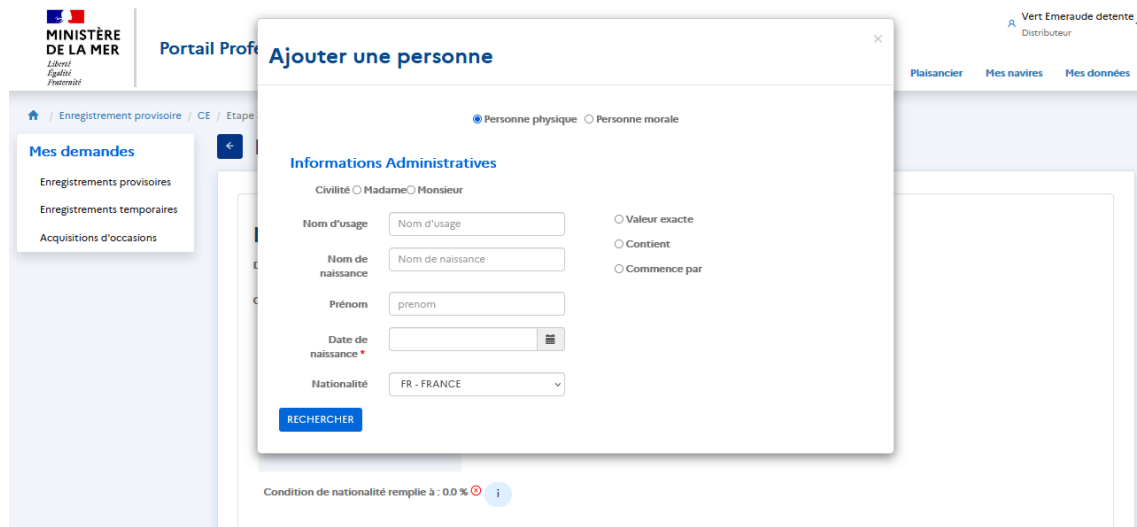 MINISTÈRE
DE LA MER
Liberté
Égalité
Fraternité
Portail Profe
Vert Emeraude detente
Distributeur
Plaisancier Mes navires Mes données
/ Enregistrement provisoire / CE / Etape
Mes demandes
Enregistrements provisoires
Enregistrements temporaires
Acquisitions d'occasions
Ajouter une personne
×
Personne physique Personne morale
Informations Administratives
Civilité Madame Monsieur
Nom d'usage Nom d'usage Valeur exacte
Contient
Nom de naissance Nom de naissance
Commence par
Prénom prenom
Date de
naissance *
Nationalité FR - FRANCE
RECHERCHER
Condition de nationalité remplie à : 0.0 % i